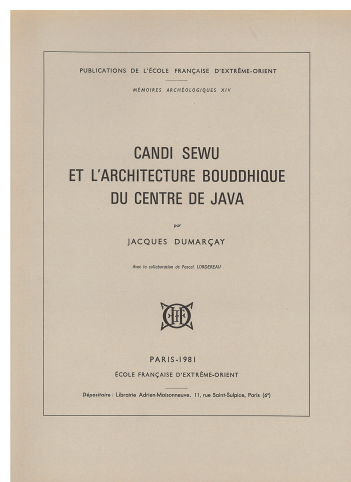 PUBLICATIONS DE L'ÉCOLE FRANÇAISE D'EXTRÊME-ORIENT
MÉMOIRES ARCHÉOLOGIQUES XIV
CANDI SEWU
ET L'ARCHITECTURE BOUDDHIQUE
DU CENTRE DE JAVA
par
JACQUES DUMARÇAY
Avec la collaboration de Pascal LORDEREAU
PARIS-1981
ÉCOLE FRANÇAISE D'EXTRÊME-ORIENT
Dépositaire : Librairie Adrien-Maisonneuve, 11, rue Saint-Sulpice, Paris (6e)